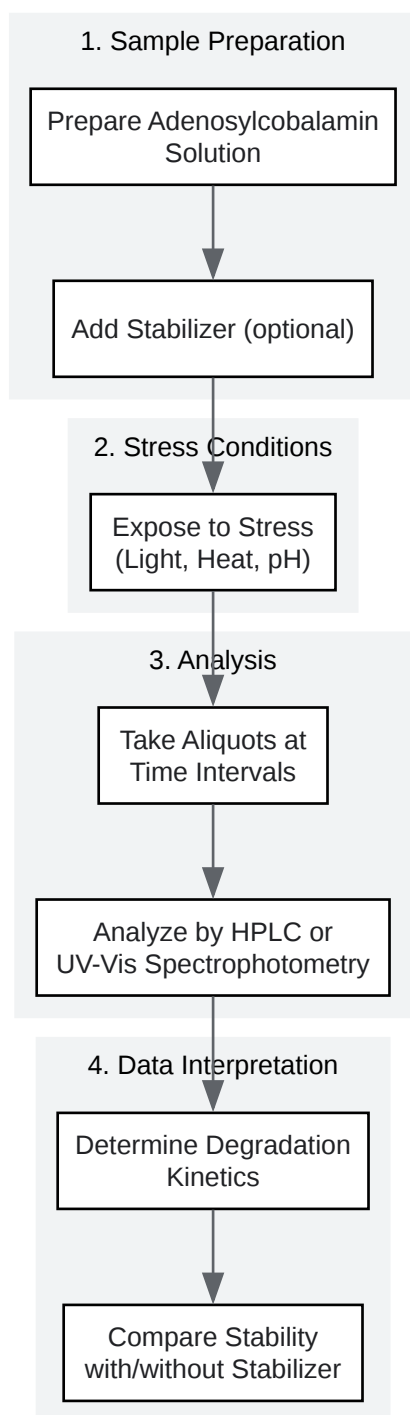 1. Sample Preparation
Prepare Adenosylcobalamin
Solution
Add Stabilizer (optional)
2. Stress Conditions
Expose to Stress
(Light, Heat, pH)
3. Analysis
Take Aliquots at
Time Intervals
Analyze by HPLC or
UV-Vis Spectrophotometry
4. Data Interpretation
Determine Degradation
Kinetics
Compare Stability
with/without Stabilizer